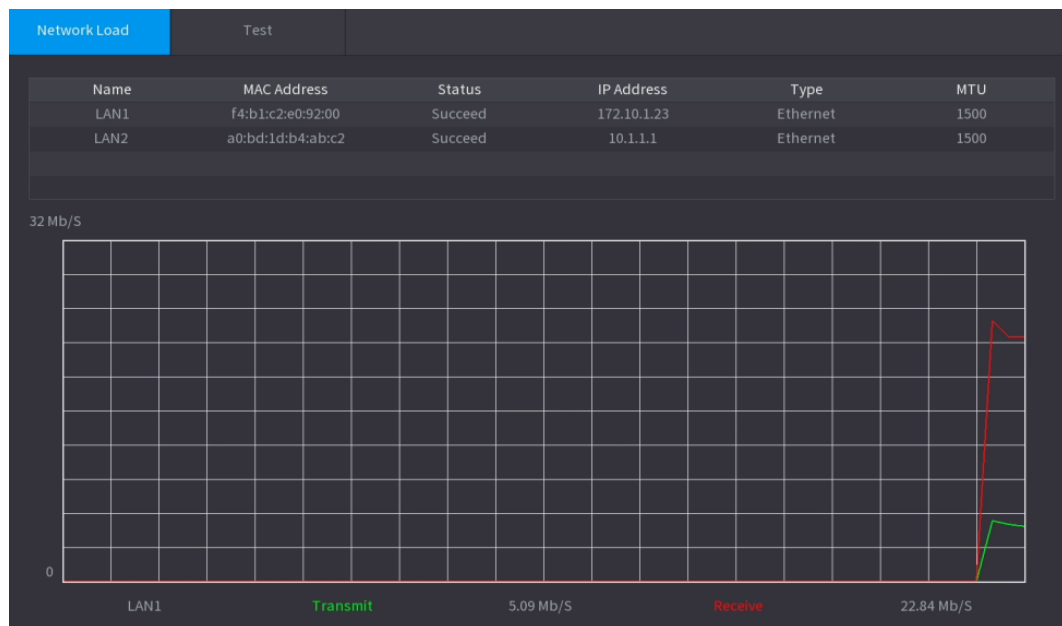 Network Load Test
Name MAC Address Status IP Address Type MTU
LAN1 f4:b1:c2:e0:92:00 Succeed 172.10.1.23 Ethernet 1500
LAN2 a0:bd:1d:b4:ab:c2 Succeed 10.1.1.1 Ethernet 1500
32 Mb/S
0
LAN1 Transmit 5.09 Mb/S Receive 22.84 Mb/S